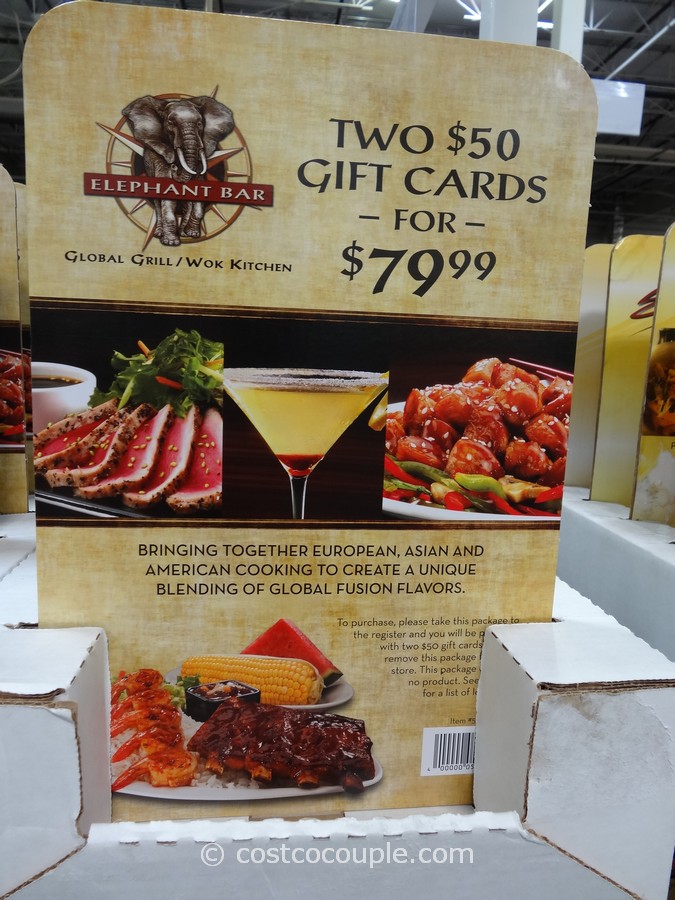 ELEPHANT BAR
GLOBAL GRILL/WOK KITCHEN
TWO $50
GIFT CARDS
– FOR –
$79⁹⁹
BRINGING TOGETHER EUROPEAN, ASIAN AND
AMERICAN COOKING TO CREATE A UNIQUE
BLENDING OF GLOBAL FUSION FLAVORS.
To purchase, please take this package to
the register and you will be
with two $50 gift cards
remove this package
store. This package
no product. See
for a list of
Item
© costcocouple.com